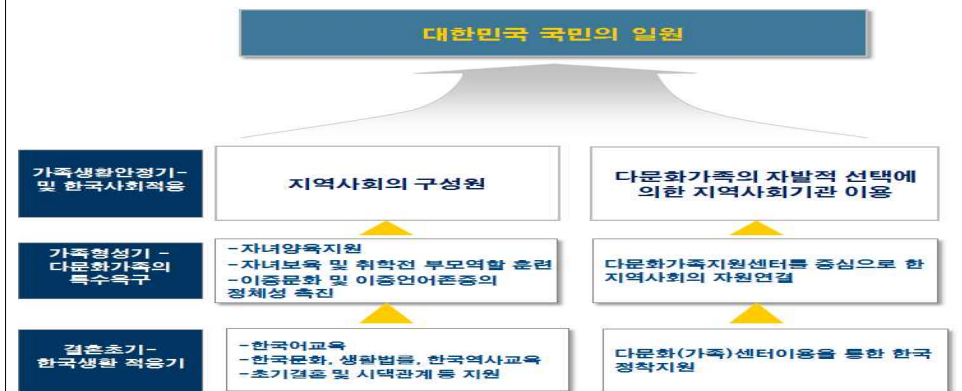 대한민국 국민의 일원
가족생활안정기-
및 한국사회적응
지역사회의 구성원
다문화가족의 자발적 선택에
의한 지역사회기관 이용
가족형성기 -
다문화가족의
특수욕구
-자녀양육지원
-자녀보육 및 취학전 부모역할 훈련
-이중문화 및 이중언어존중의
정체성 촉진
다문화가족지원센터를 중심으로 한
지역사회의 자원연결
결혼초기-
한국생활 적응기
-한국어교육
-한국문화, 생활법률, 한국역사교육
-초기결혼 및 시댁관계 등 지원
다문화(가족)센터이용을 통한 한국
정착지원